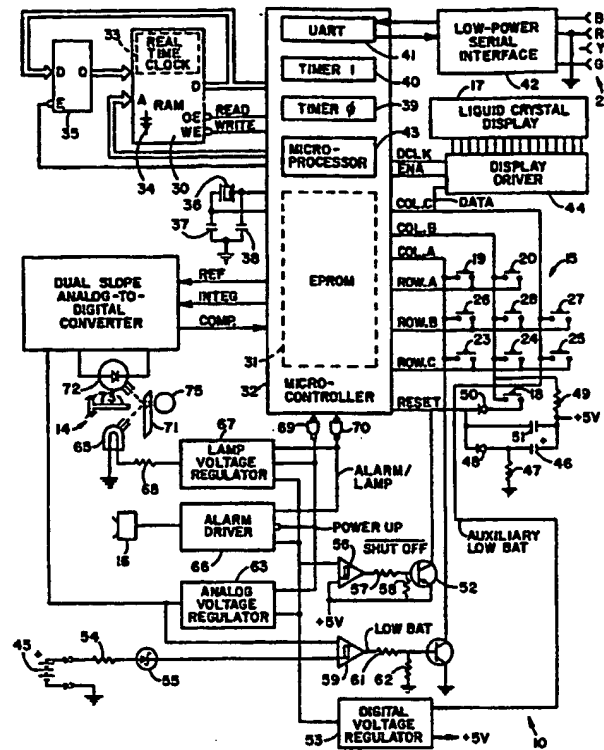 33
REAL TIME CLOCK
D O
E
35
RAM
D
A
OE READ
WE WRITE
34 30
36
37
38
UART
41
TIMER 1
40
TIMER φ
39
MICRO-PROCESSOR
43
EPROM
31
32
MICRO-CONTROLLER
LOW-POWER SERIAL INTERFACE
42
B
R
Y
G
17
LIQUID CRYSTAL DISPLAY
DISPLAY DRIVER
44
DCLK
ENA
DATA
COL.C
COL.B
COL.A
ROW.A
ROW.B
ROW.C
RESET
19
20
15
26 28 27
23 24 25
50
18
49
+5V
51
+
48
46
47
AUXILIARY LOW BAT
DUAL SLOPE ANALOG-TO-DIGITAL CONVERTER
REF
INTEG
COMP.
72
73
14
75
71
65
68
67
LAMP VOLTAGE REGULATOR
69
70
ALARM/LAMP
16
ALARM DRIVER
66
POWER UP
63
ANALOG VOLTAGE REGULATOR
56
SHUT OFF
57
58
52
+5V
LOW BAT
59
61
62
45
+
54
55
53
DIGITAL VOLTAGE REGULATOR
+5V
10